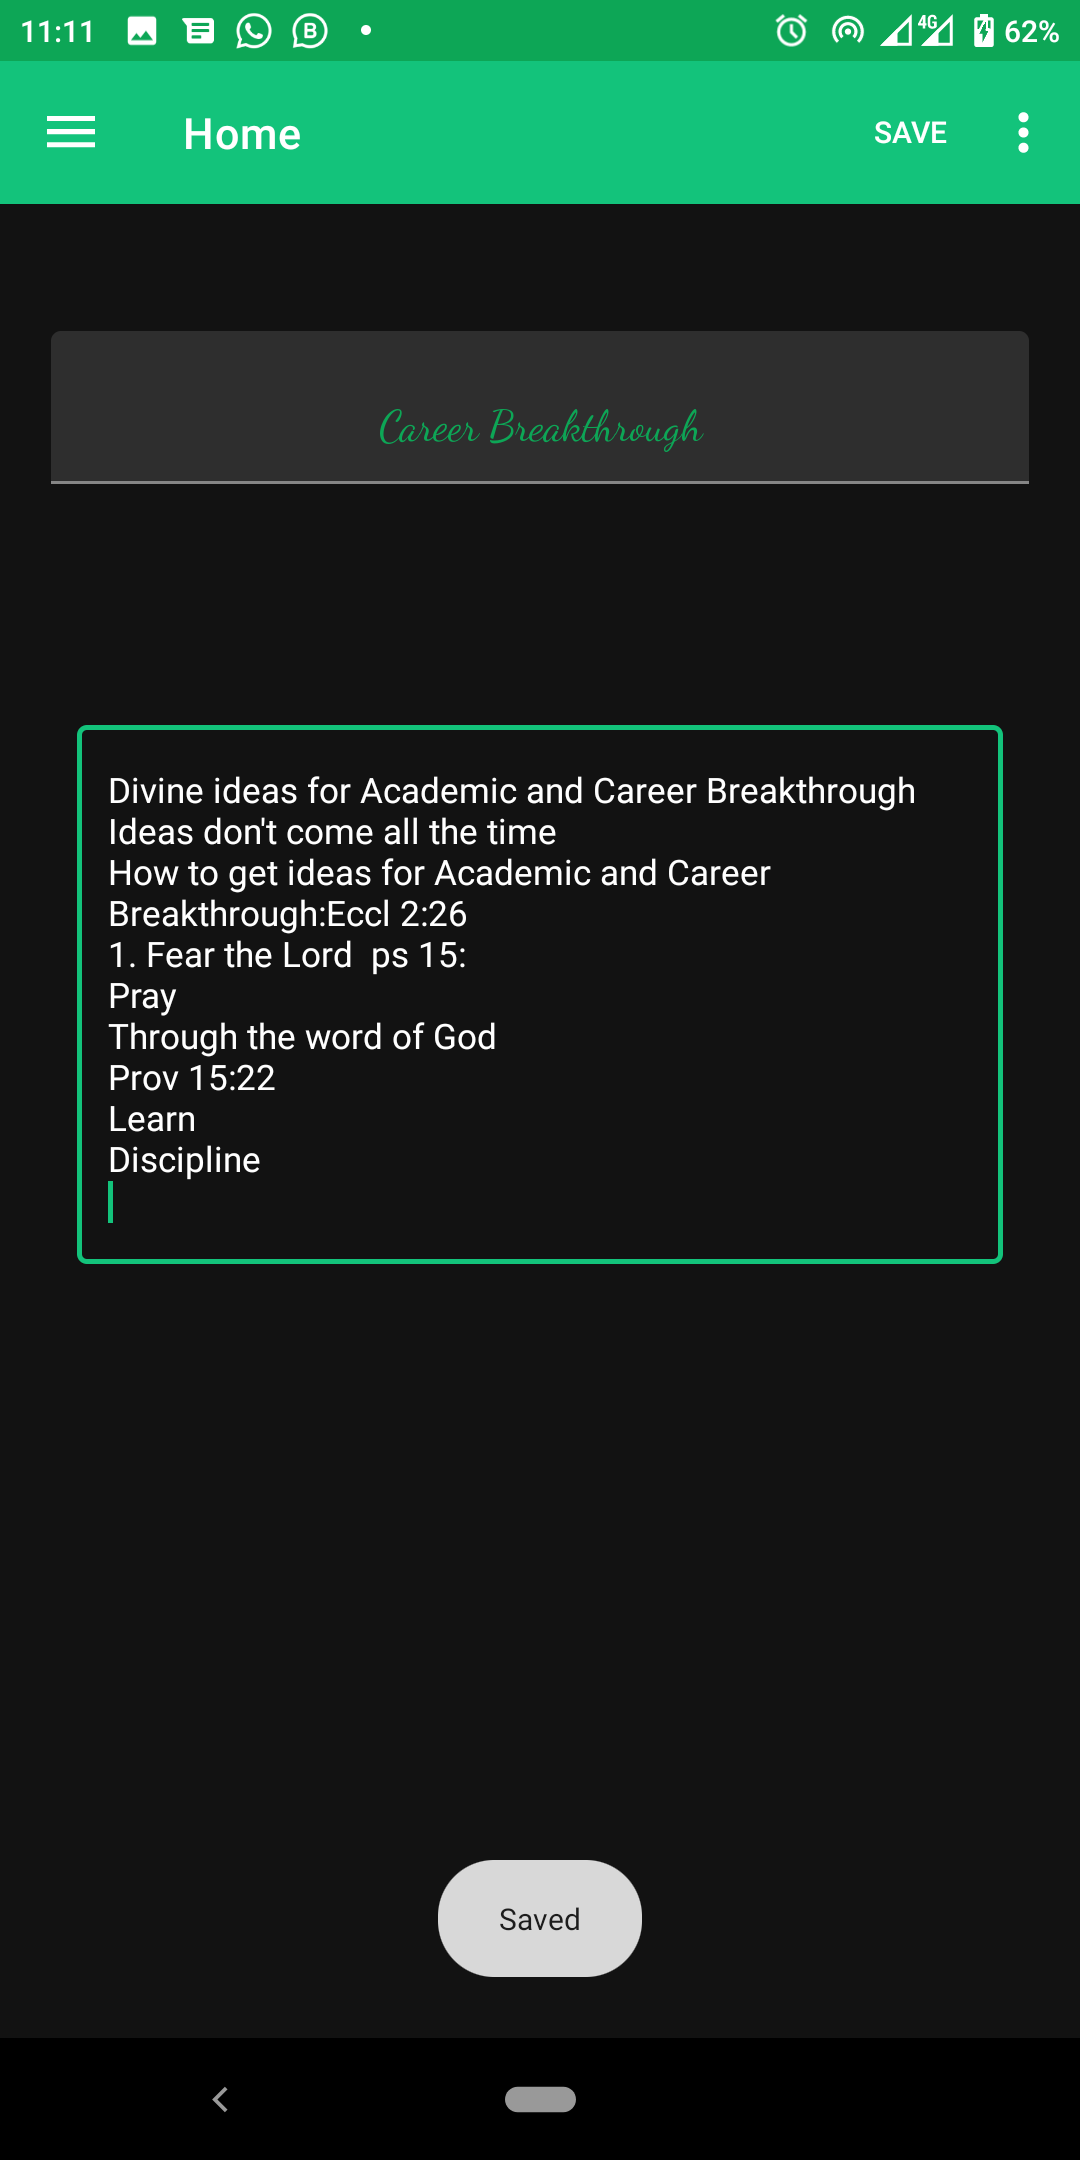 11:11
4G
62%
Home
SAVE
Career Breakthrough
Divine ideas for Academic and Career Breakthrough
Ideas don't come all the time
How to get ideas for Academic and Career
Breakthrough:Eccl 2:26
1. Fear the Lord  ps 15:
Pray
Through the word of God
Prov 15:22
Learn
Discipline
Saved